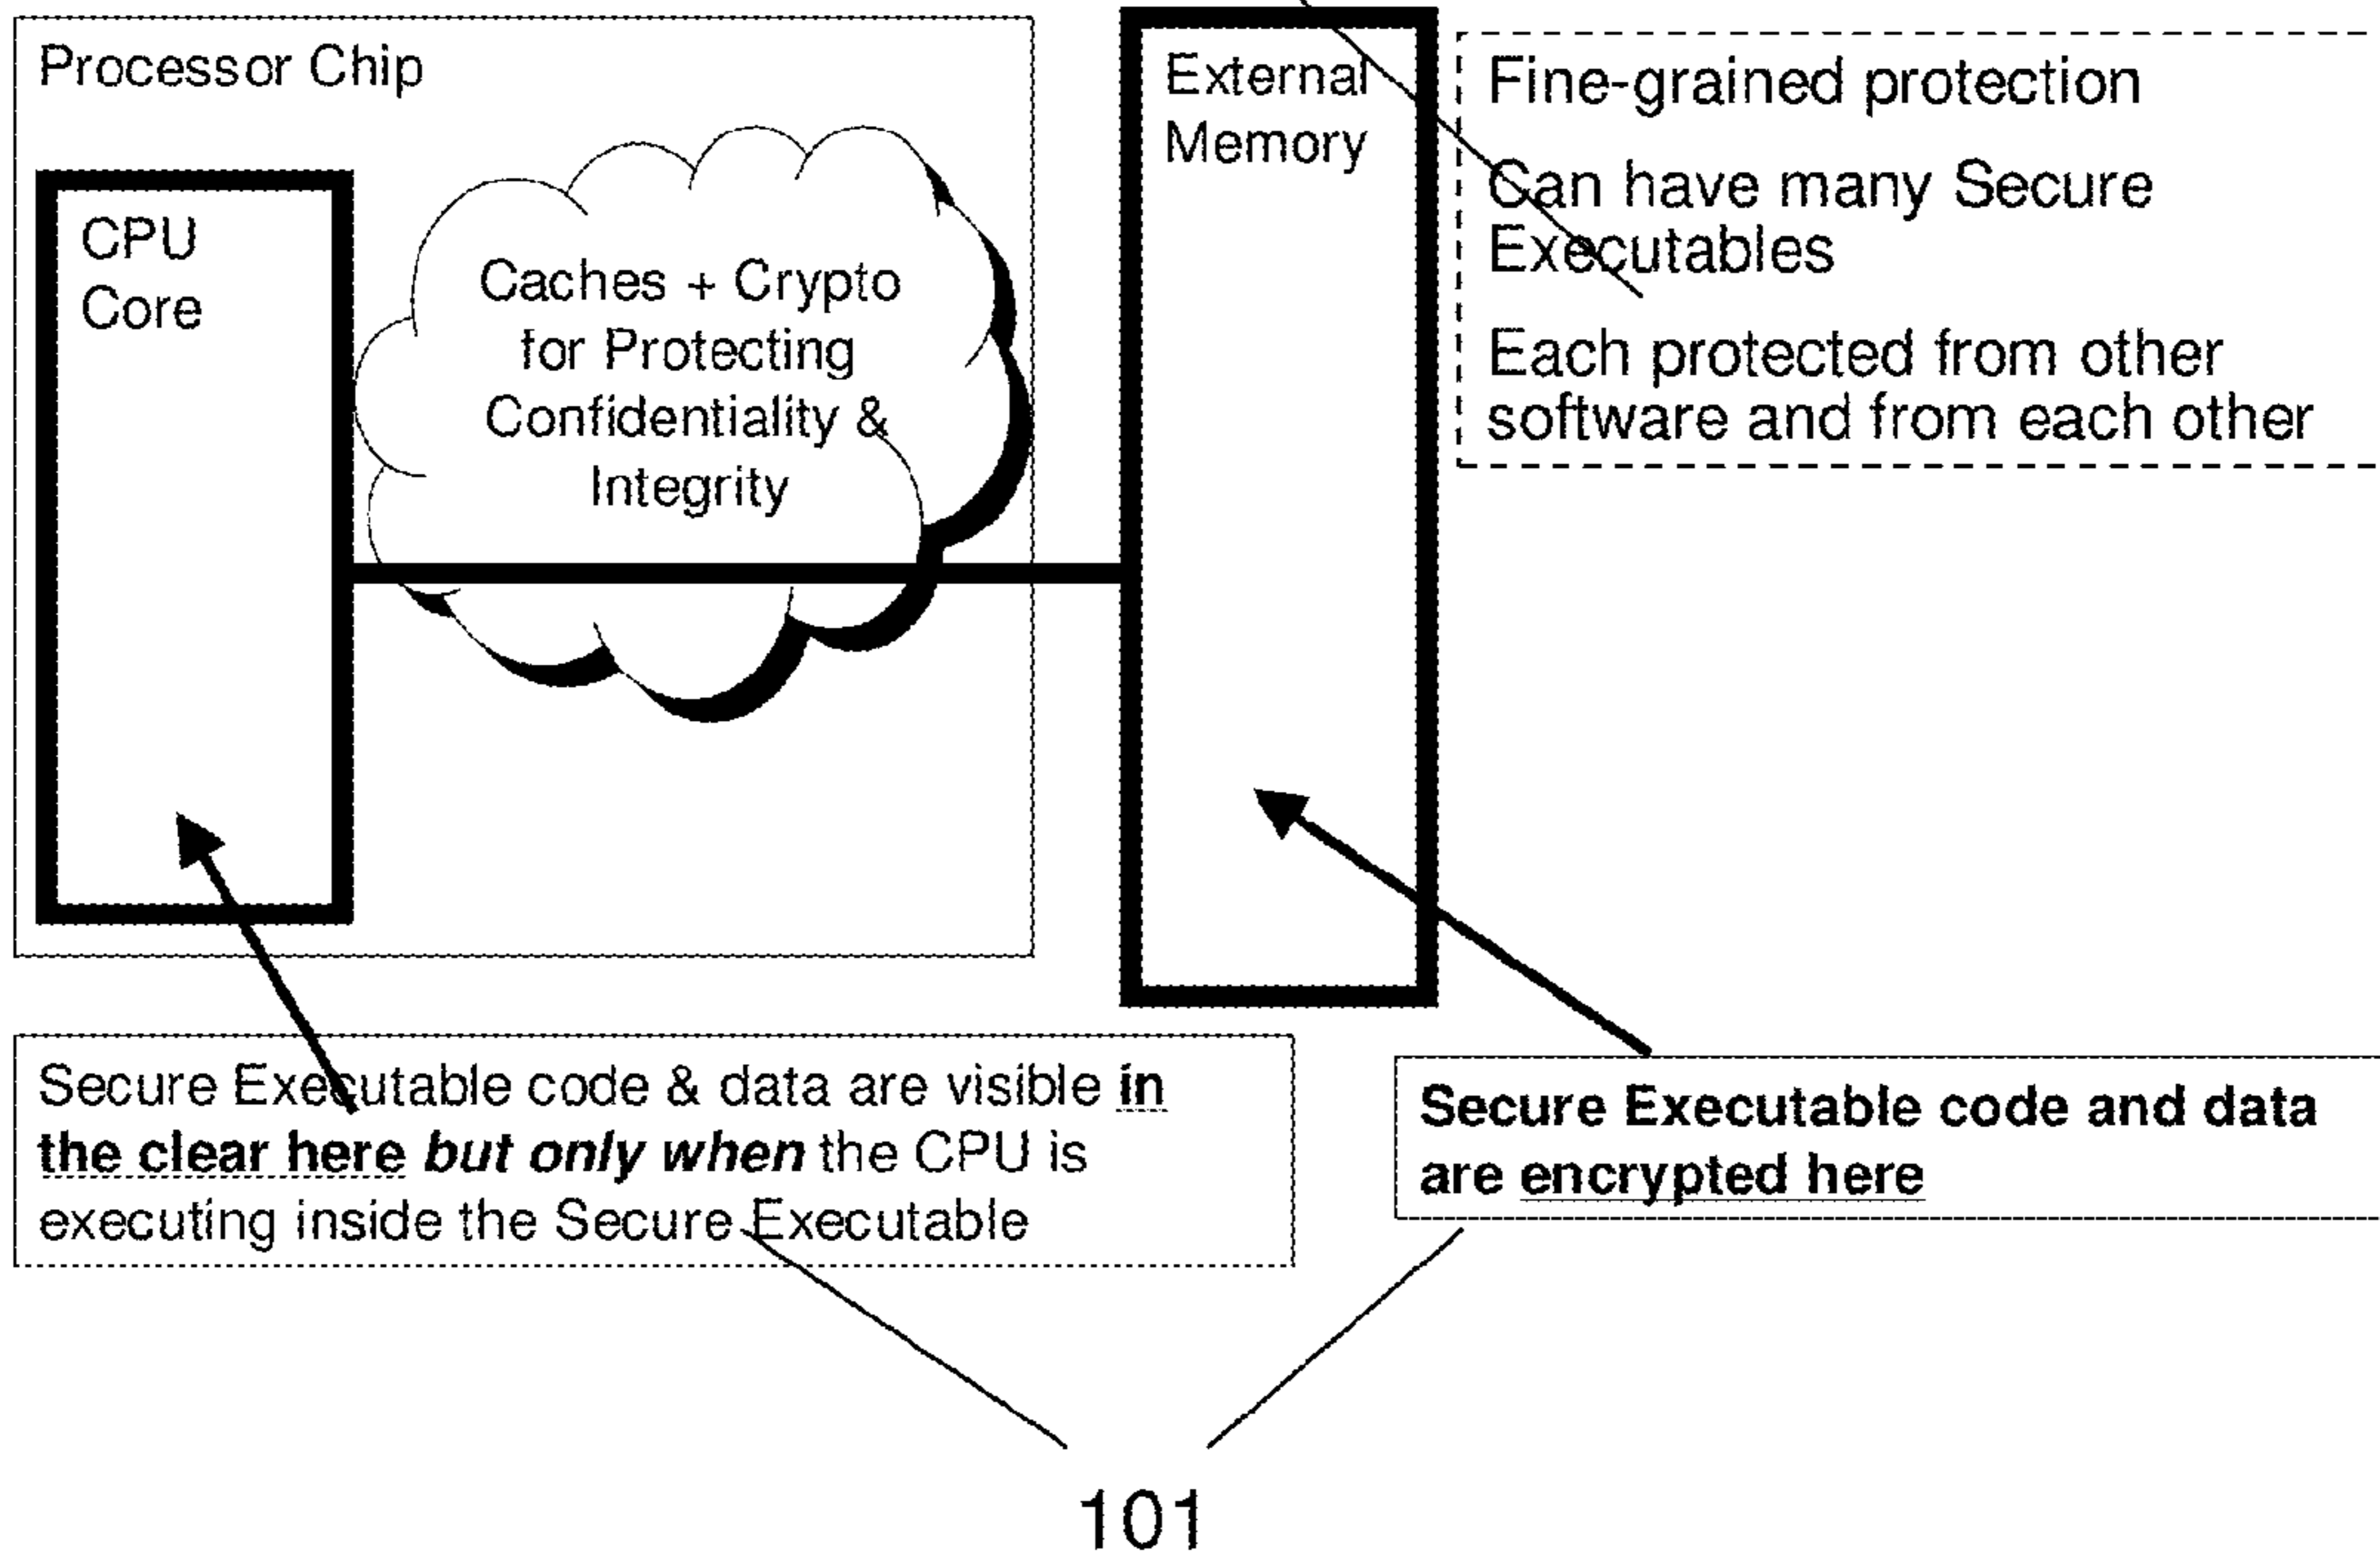 Processor Chip
CPU
Core
Caches + Crypto
for Protecting
Confidentiality &
Integrity
External
Memory
Fine-grained protection
Can have many Secure
Executables
Each protected from other
software and from each other
Secure Executable code & data are visible in
the clear here but only when the CPU is
executing inside the Secure Executable
Secure Executable code and data
are encrypted here
101